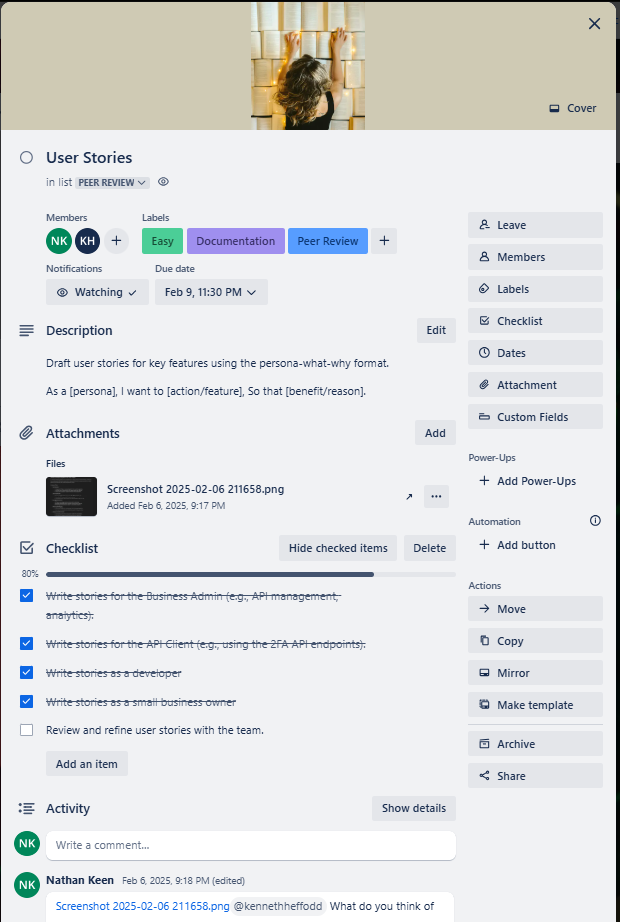 Cover
User Stories
in list PEER REVIEW
Members
Labels
NK KH
Easy Documentation Peer Review
Notifications
Due date
Watching
Feb 9, 11:30 PM
Description
Edit
Draft user stories for key features using the persona-what-why format.
As a [persona], I want to [action/feature], So that [benefit/reason].
Attachments
Add
Files
Screenshot 2025-02-06 211658.png
Added Feb 6, 2025, 9:17 PM
Checklist
Hide checked items
Delete
80%
Write stories for the Business Admin (e.g., API management,
analytics).
Write stories for the API Client (e.g., using the 2FA API endpoints).
Write stories as a developer
Write stories as a small business owner
Review and refine user stories with the team.
Add an item
Activity
Show details
NK
Write a comment...
NK
Nathan Keen Feb 6, 2025, 9:18 PM (edited)
Screenshot 2025-02-06 211658.png @kennethheffodd What do you think of
Leave
Members
Labels
Checklist
Dates
Attachment
Custom Fields
Power-Ups
Add Power-Ups
Automation
Add button
Actions
Move
Copy
Mirror
Make template
Archive
Share